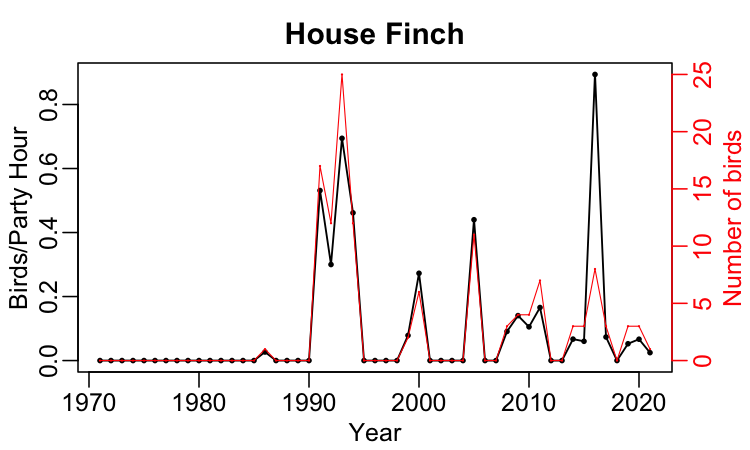 House Finch
Birds/Party Hour
0.0 0.2 0.4 0.6 0.8
1970 1980 1990 2000 2010 2020
Year
0 5 10 15 20 25
Number of birds